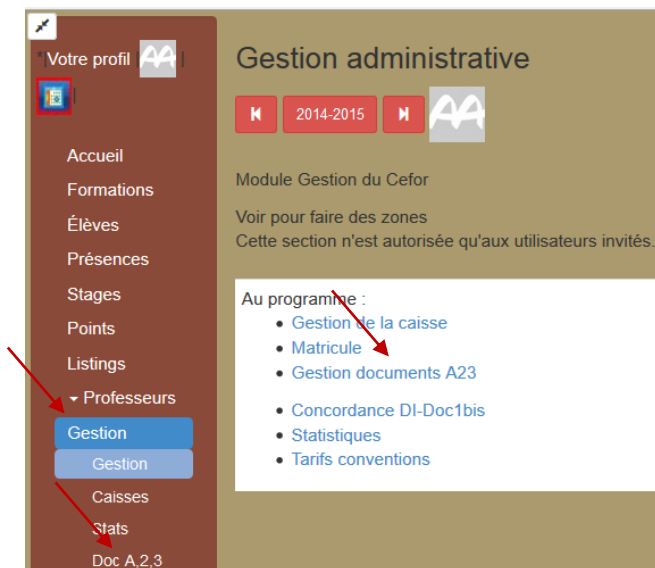 *|Votre profil | AA |
|
Accueil
Formations
Élèves
Présences
Stages
Points
Listings
Professeurs
Gestion
Gestion
Caisses
Stats
Doc A,2,3
Gestion administrative
2014-2015 AA
Module Gestion du Cefor
Voir pour faire des zones
Cette section n'est autorisée qu'aux utilisateurs invités.
Au programme :
Gestion de la caisse
Matricule
Gestion documents A23
Concordance DI-Doc1bis
Statistiques
Tarifs conventions